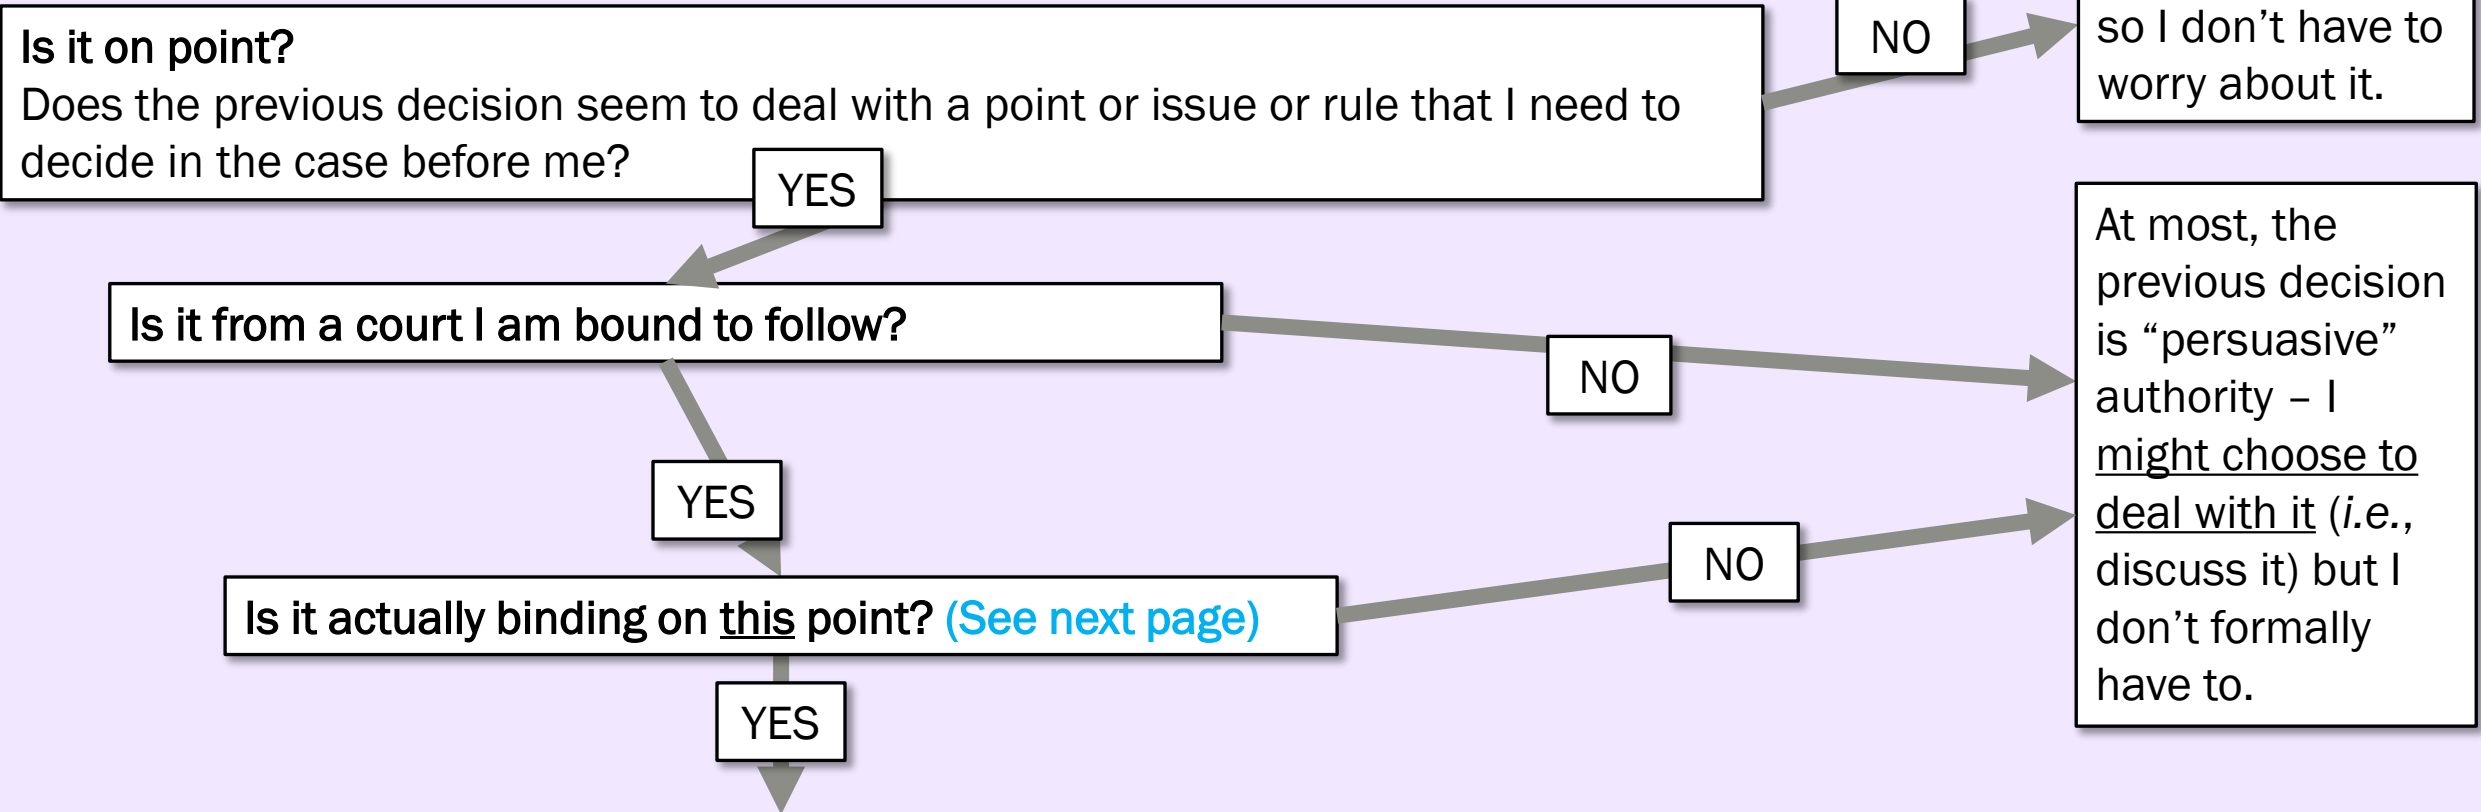 Is it on point?
Does the previous decision seem to deal with a point or issue or rule that I need to
decide in the case before me?
NO
so I don’t have to
worry about it.
YES
Is it from a court I am bound to follow?
NO
At most, the
previous decision
is “persuasive”
authority – I
might choose to
deal with it (i.e.,
discuss it) but I
don’t formally
have to.
YES
Is it actually binding on this point? (See next page)
NO
YES